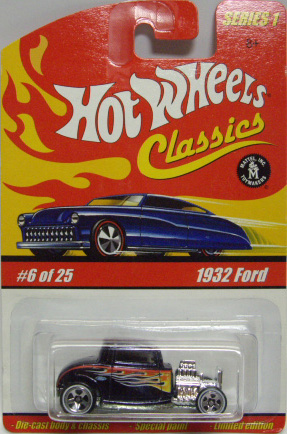 SERIES 1
3+
Hot Wheels
Classics
MATTEL, INC.
M
TOYMAKERS
#6 of 25
1932 Ford
Die-cast body & chassis Special paint Limited edition